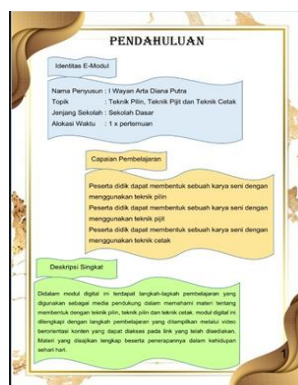 PENDAHULUAN
Identitas E-Modul
Nama Penyusun : I Wayan Arta Diana Putra
Topik : Teknik Pilin, Teknik Pijit dan Teknik Cetak
Jenjang Sekolah : Sekolah Dasar
Alokasi Waktu : 1 x pertemuan
Capaian Pembelajaran
Peserta didik dapat membentuk sebuah karya seni dengan
menggunakan teknik pilin
Peserta didik dapat membentuk sebuah karya seni dengan
menggunakan teknik pijit
Peserta didik dapat membentuk sebuah karya seni dengan
menggunakan teknik cetak
Deskripsi Singkat
Didalam modul digital ini terdapat langkah-lagkah pembelajaran yang
digunakan sebagai media pendukung dalam memahami materi tentang
membentuk dengan teknik pilin, teknik pilin dan teknik cetak. modul digital ini
dilengkapi dengan langkah pembelajaran yang ditampilkan melalui video
berorientasi konten yang dapat diakses pada link yang telah disediakan.
Materi yang disajikan lengkap beserta penerapannya dalam kehidupan
sehari hari.
1